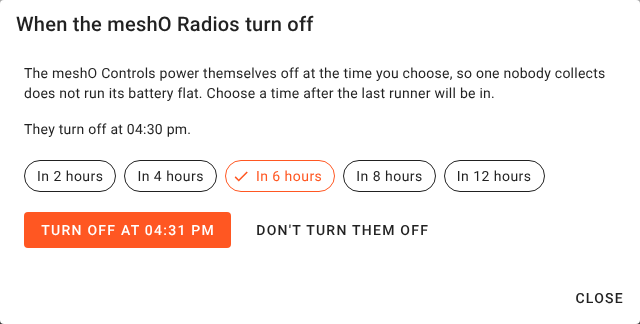 When the meshO Radios turn off
The meshO Controls power themselves off at the time you choose, so one nobody collects
does not run its battery flat. Choose a time after the last runner will be in.
They turn off at 04:30 pm.
In 2 hours
In 4 hours
In 6 hours
In 8 hours
In 12 hours
TURN OFF AT 04:31 PM
DON'T TURN THEM OFF
CLOSE